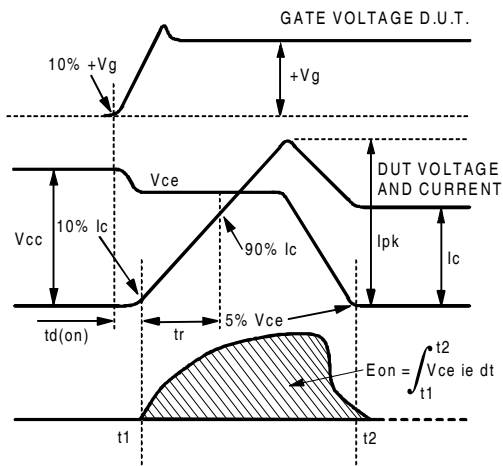 GATE VOLTAGE D.U.T.
10% +Vg
+Vg
Vce
DUT VOLTAGE
AND CURRENT
10% Ic
Vcc
90% Ic
Ipk
Ic
td(on)
tr
5% Vce
Eon = ∫ Vce ie dt
t2
t1
t1
t2